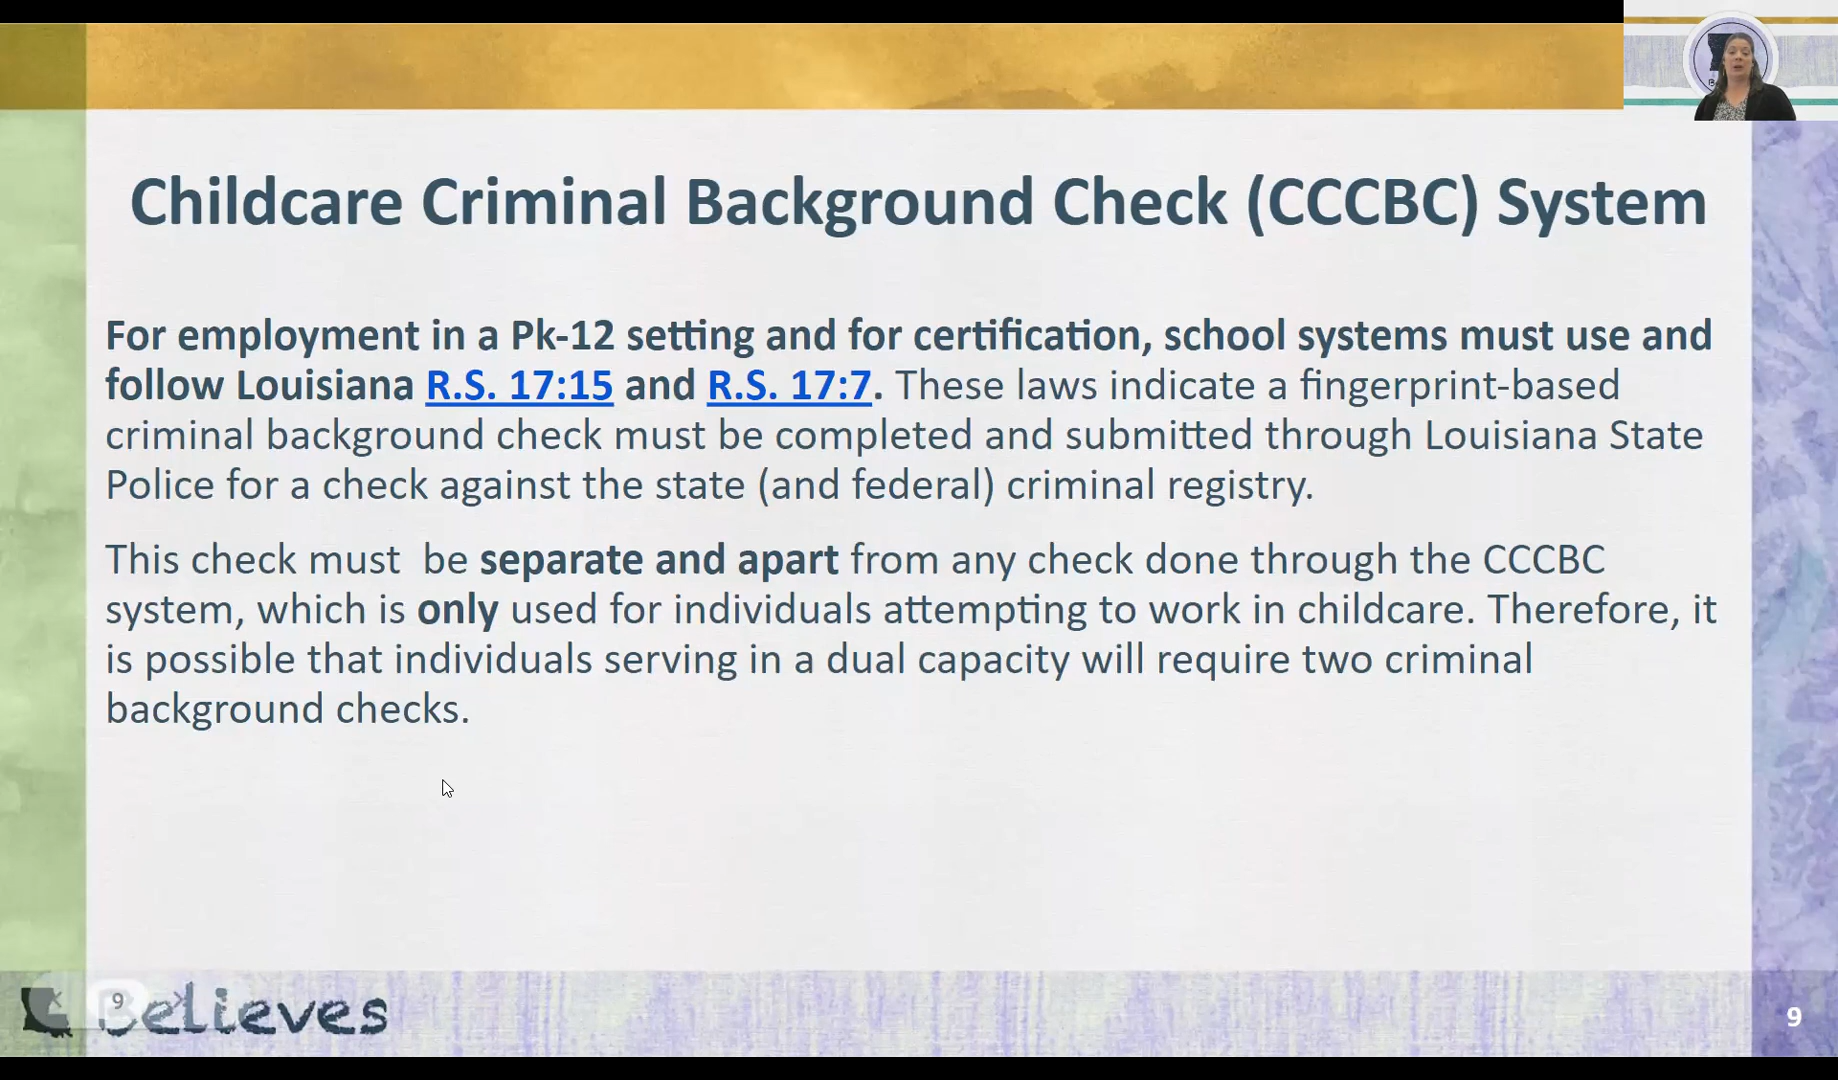 Childcare Criminal Background Check (CCCBC) System
For employment in a Pk-12 setting and for certification, school systems must use and
follow Louisiana R.S. 17:15 and R.S. 17:7. These laws indicate a fingerprint-based
criminal background check must be completed and submitted through Louisiana State
Police for a check against the state (and federal) criminal registry.
This check must  be separate and apart from any check done through the CCCBC
system, which is only used for individuals attempting to work in childcare. Therefore, it
is possible that individuals serving in a dual capacity will require two criminal
background checks.
9
Believes
9